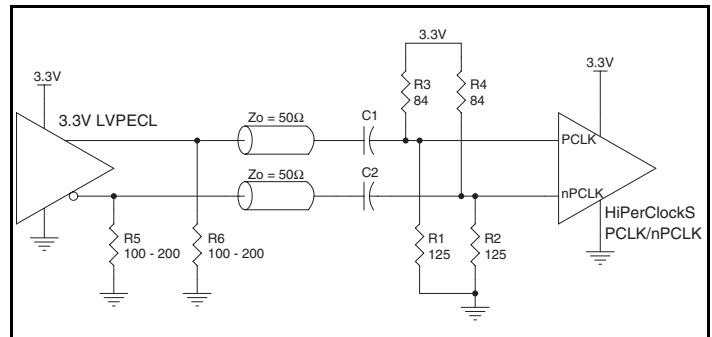 3.3V
3.3V
3.3V
3.3V LVPECL
R3
84
R4
84
Zo = 50Ω
C1
PCLK
Zo = 50Ω
C2
nPCLK
HiPerClockS
PCLK/nPCLK
R5
100 - 200
R6
100 - 200
R1
125
R2
125